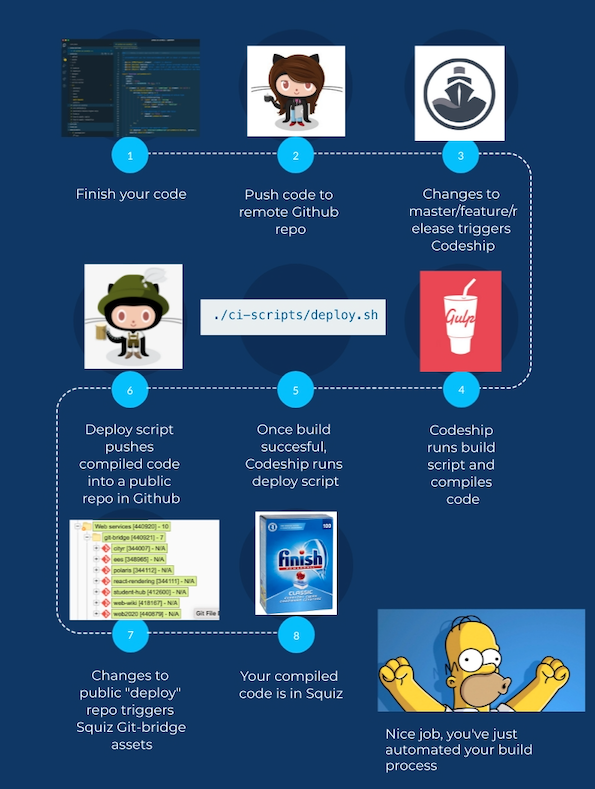 1
Finish your code
2
Push code to
remote Github
repo
3
Changes to
master/feature/r
elease triggers
Codeship
./ci-scripts/deploy.sh
Gulp
6
Deploy script
pushes
compiled code
into a public
repo in Github
5
Once build
succesful,
Codeship runs
deploy script
4
Codeship
runs build
script and
compiles
code
Web services [440920] - 10
git-bridge [440921] - 7
cityr [344007] - N/A
ses [348965] - N/A
polaris [344112] - N/A
react-rendering [344111] - N/A
student-hub [412600] - N/A
web-wiki [418167] - N/A
web2020 [440879] - N/A
Git File
100
finish
CLASSIC
7
Changes to
public "deploy"
repo triggers
Squiz Git-bridge
assets
8
Your compiled
code is in Squiz
Nice job, you've just
automated your build
process